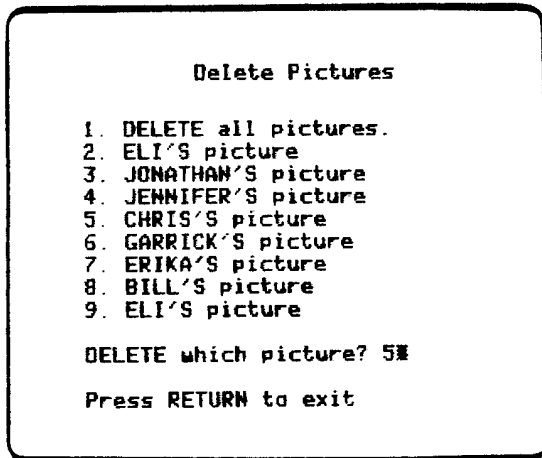 Delete Pictures
1. DELETE all pictures.
2. ELI'S picture
3. JONATHAN'S picture
4. JENNIFER'S picture
5. CHRIS'S picture
6. GARRICK'S picture
7. ERIKA'S picture
8. BILL'S picture
9. ELI'S picture
DELETE which picture? 5
Press RETURN to exit